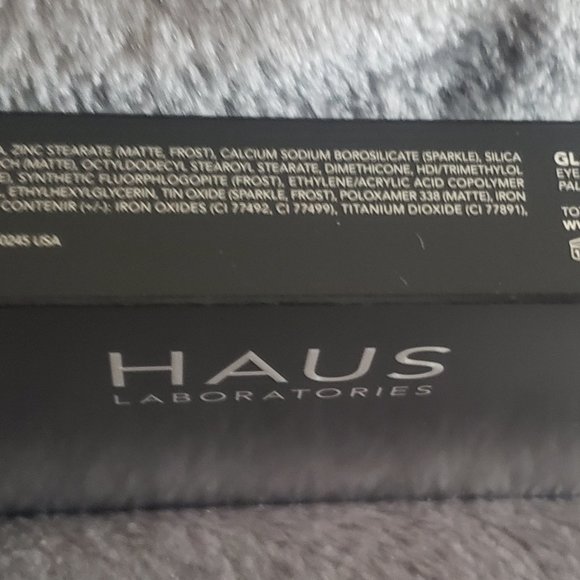 ZINC STEARATE (MATTE, FROST), CALCIUM SODIUM BOROSILICATE (SPARKLE), SILICA
(MATTE), OCTYLDODECYL STEAROYL STEARATE, DIMETHICONE, HDI/TRIMETHYLOL
SYNTHETIC FLUORPHLOGOPITE (FROST), ETHYLENE/ACRYLIC ACID COPOLYMER
ETHYLHEXYLGLYCERIN, TIN OXIDE (SPARKLE, FROST), POLOXAMER 338 (MATTE), IRON
CONTENIR (+/-): IRON OXIDES (CI 77492, CI 77499), TITANIUM DIOXIDE (CI 77891),
0245 USA
GL
EYE
PAL
TO
HAUS
LABORATORIES